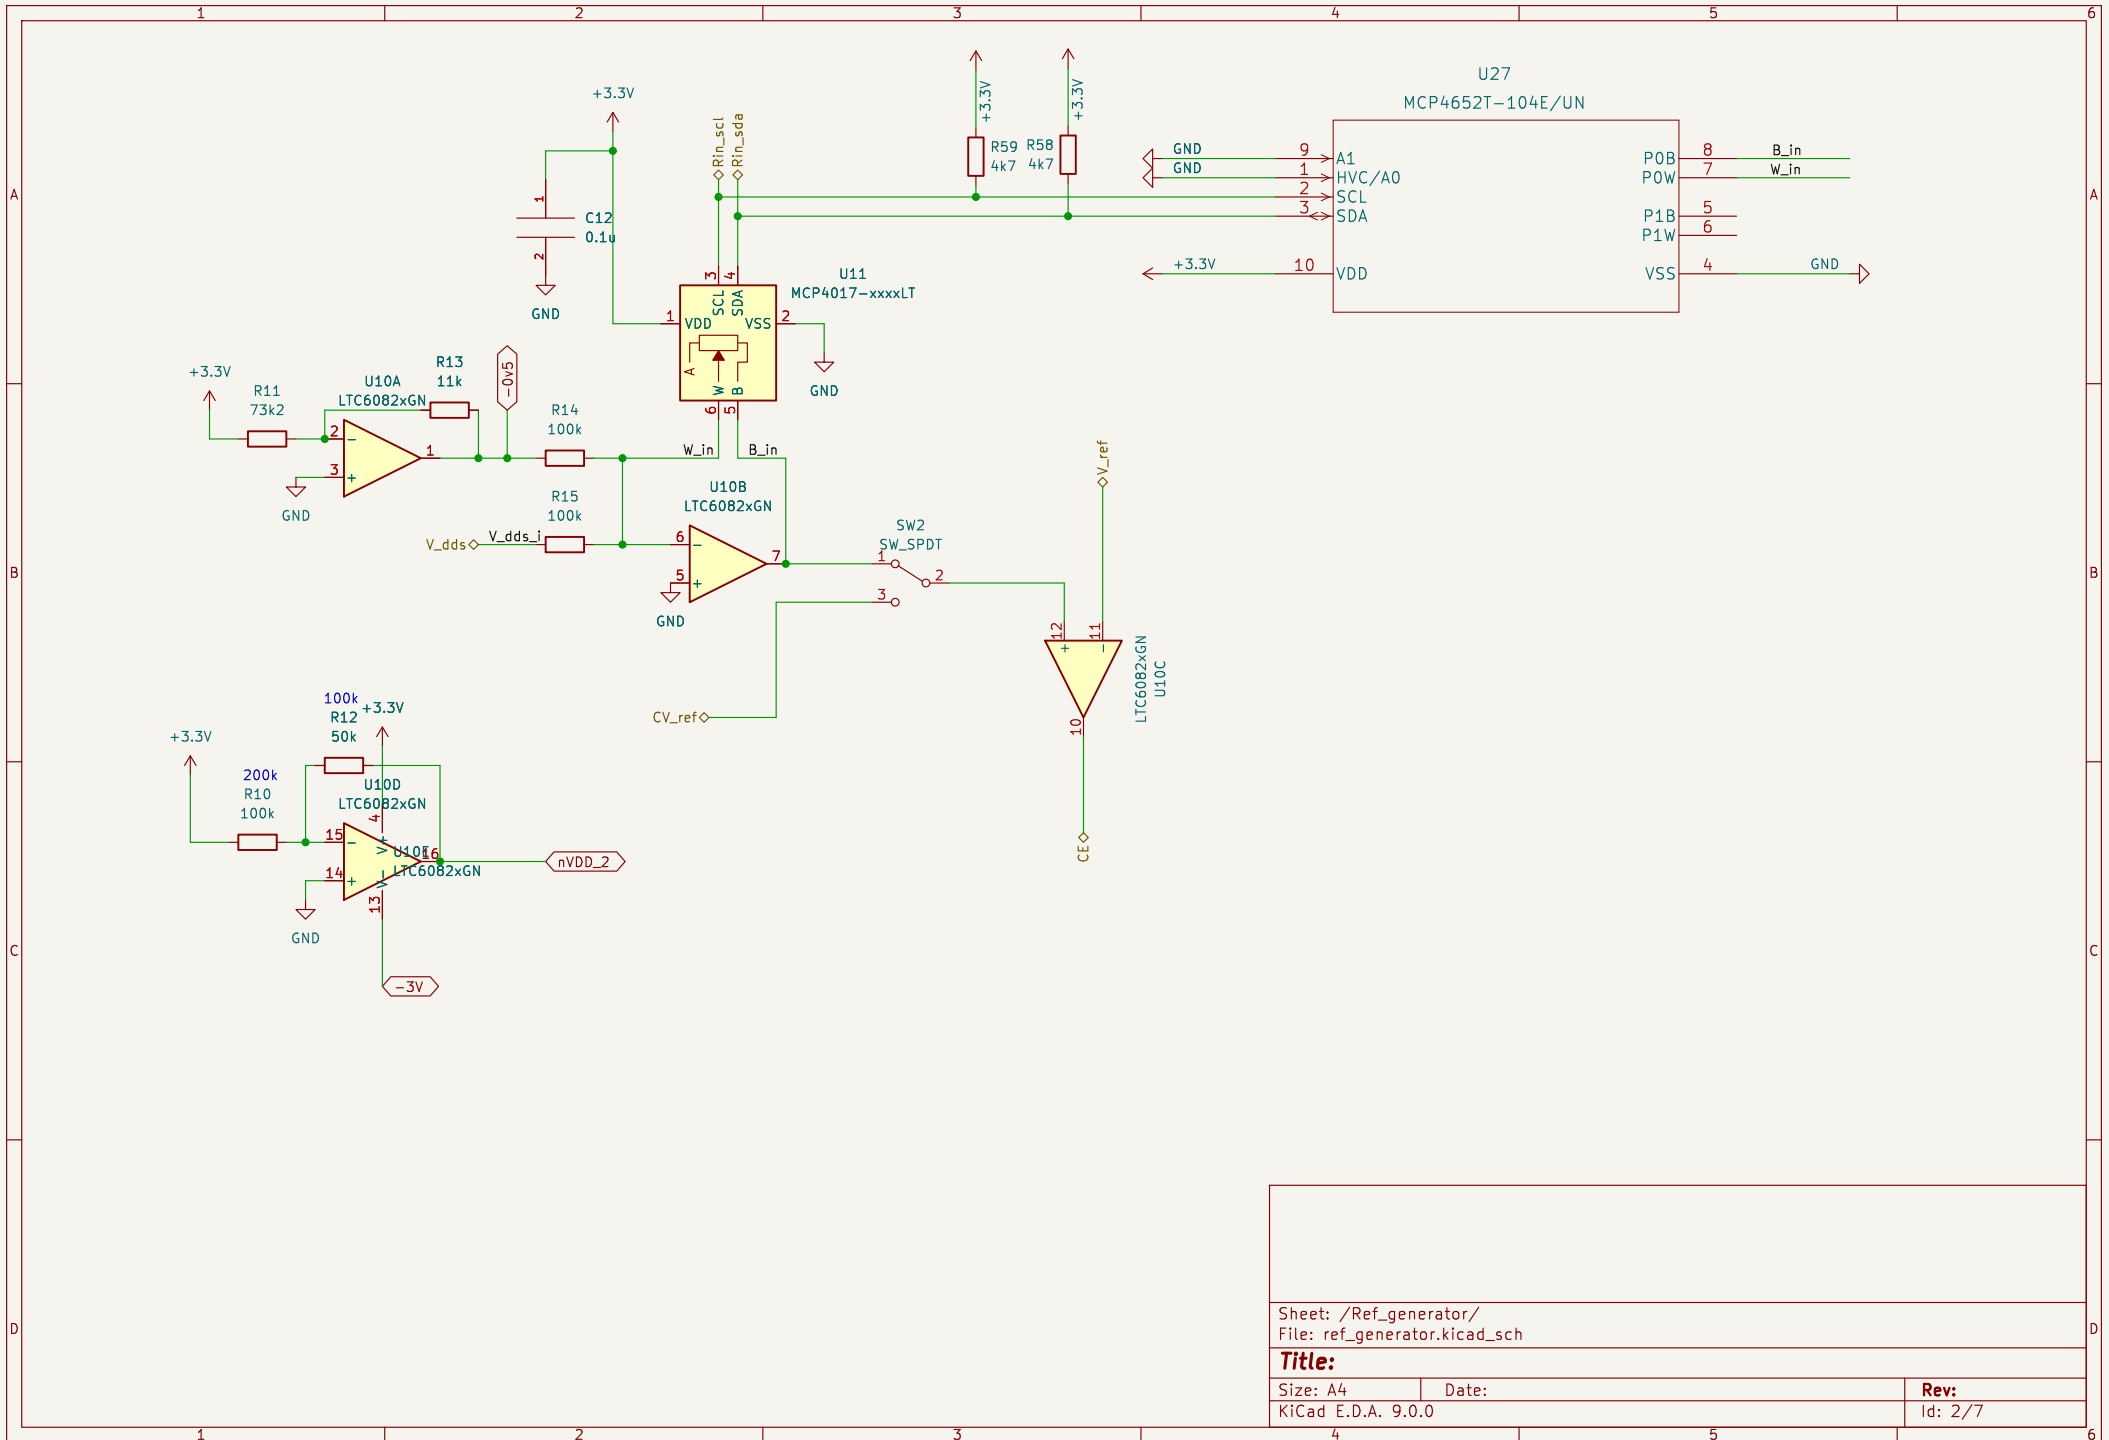 1 2 3 4 5 6
A
B
C
D
A
B
C
D
1 2 3 4 5 6
+3.3V
1
2
C12
0.1u
GND
Rin_scl
Rin_sda
+3.3V
+3.3V
R59
4k7
R58
4k7
U27
MCP4652T-104E/UN
GND
GND
9
1
2
3
10
A1
HVC/A0
SCL
SDA
VDD
+3.3V
P0B
P0W
P1B
P1W
VSS
8
7
5
6
4
B_in
W_in
GND
U11
MCP4017-xxxxLT
3
4
SCL
SDA
1
VDD
VSS
2
A
W
B
6
5
GND
+3.3V
R11
73k2
U10A
LTC6082xGN
R13
11k
-0v5
2
-
3
+
1
GND
R14
100k
W_in
B_in
R15
100k
V_dds
V_dds_i
U10B
LTC6082xGN
6
-
5
+
7
GND
SW2
SW_SPDT
1
2
3
CV_ref
V_ref
12
11
+
-
LTC6082xGN
U10C
10
CE
100k
R12
50k
+3.3V
+3.3V
200k
R10
100k
U10D
LTC6082xGN
4
V+
15
-
14
+
16
U10E
LTC6082xGN
V-
13
GND
nVDD_2
-3V
Sheet: /Ref_generator/
File: ref_generator.kicad_sch
Title:
Size: A4
Date:
Rev:
KiCad E.D.A. 9.0.0
Id: 2/7